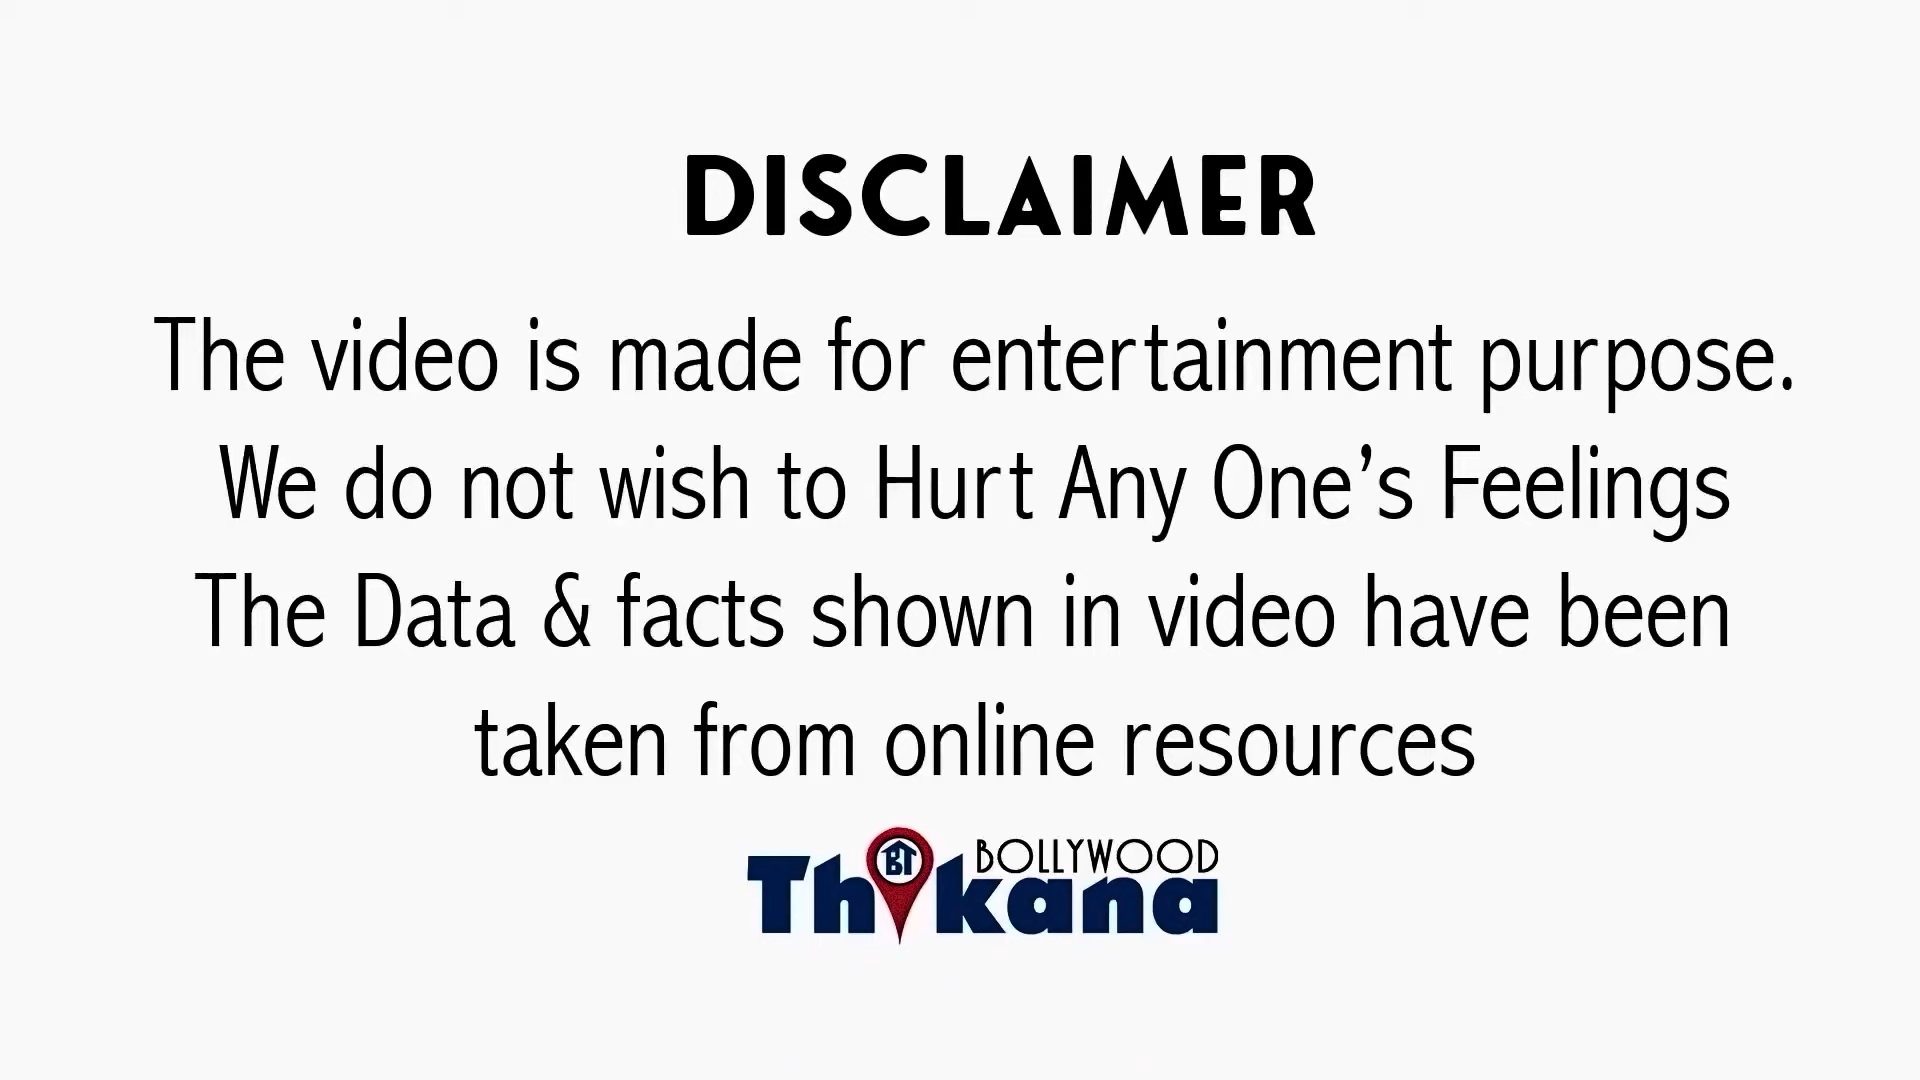 DISCLAIMER
The video is made for entertainment purpose.
We do not wish to Hurt Any One’s Feelings
The Data & facts shown in video have been
taken from online resources
BOLLYWOOD
BT
Thikana